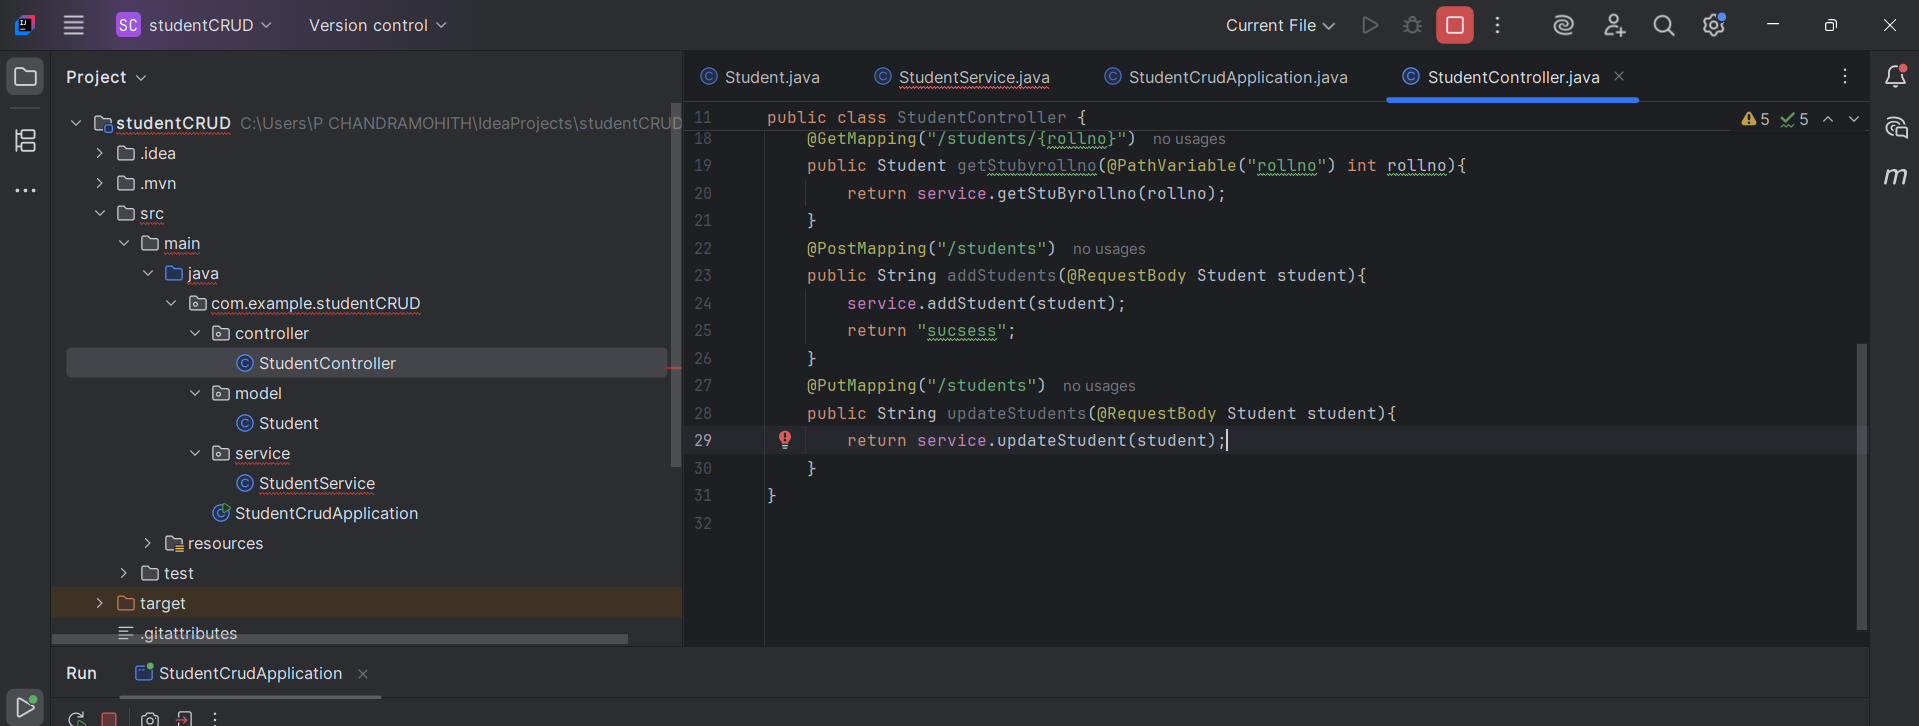 SC studentCRUD Version control Current File
Project
Student.java StudentService.java StudentCrudApplication.java StudentController.java
studentCRUD C:\Users\P CHANDRAMOHITH\IdeaProjects\studentCRUD
.idea
.mvn
src
main
java
com.example.studentCRUD
controller
StudentController
model
Student
service
StudentService
StudentCrudApplication
resources
test
target
.gitattributes
11 public class StudentController {
5 5
18 @GetMapping("/students/{rollno}") no usages
19 public Student getStubyrollno(@PathVariable("rollno") int rollno){
20 return service.getStuByrollno(rollno);
21 }
22 @PostMapping("/students") no usages
23 public String addStudents(@RequestBody Student student){
24 service.addStudent(student);
25 return "sucsess";
26 }
27 @PutMapping("/students") no usages
28 public String updateStudents(@RequestBody Student student){
29 return service.updateStudent(student);
30 }
31 }
32
m
Run StudentCrudApplication